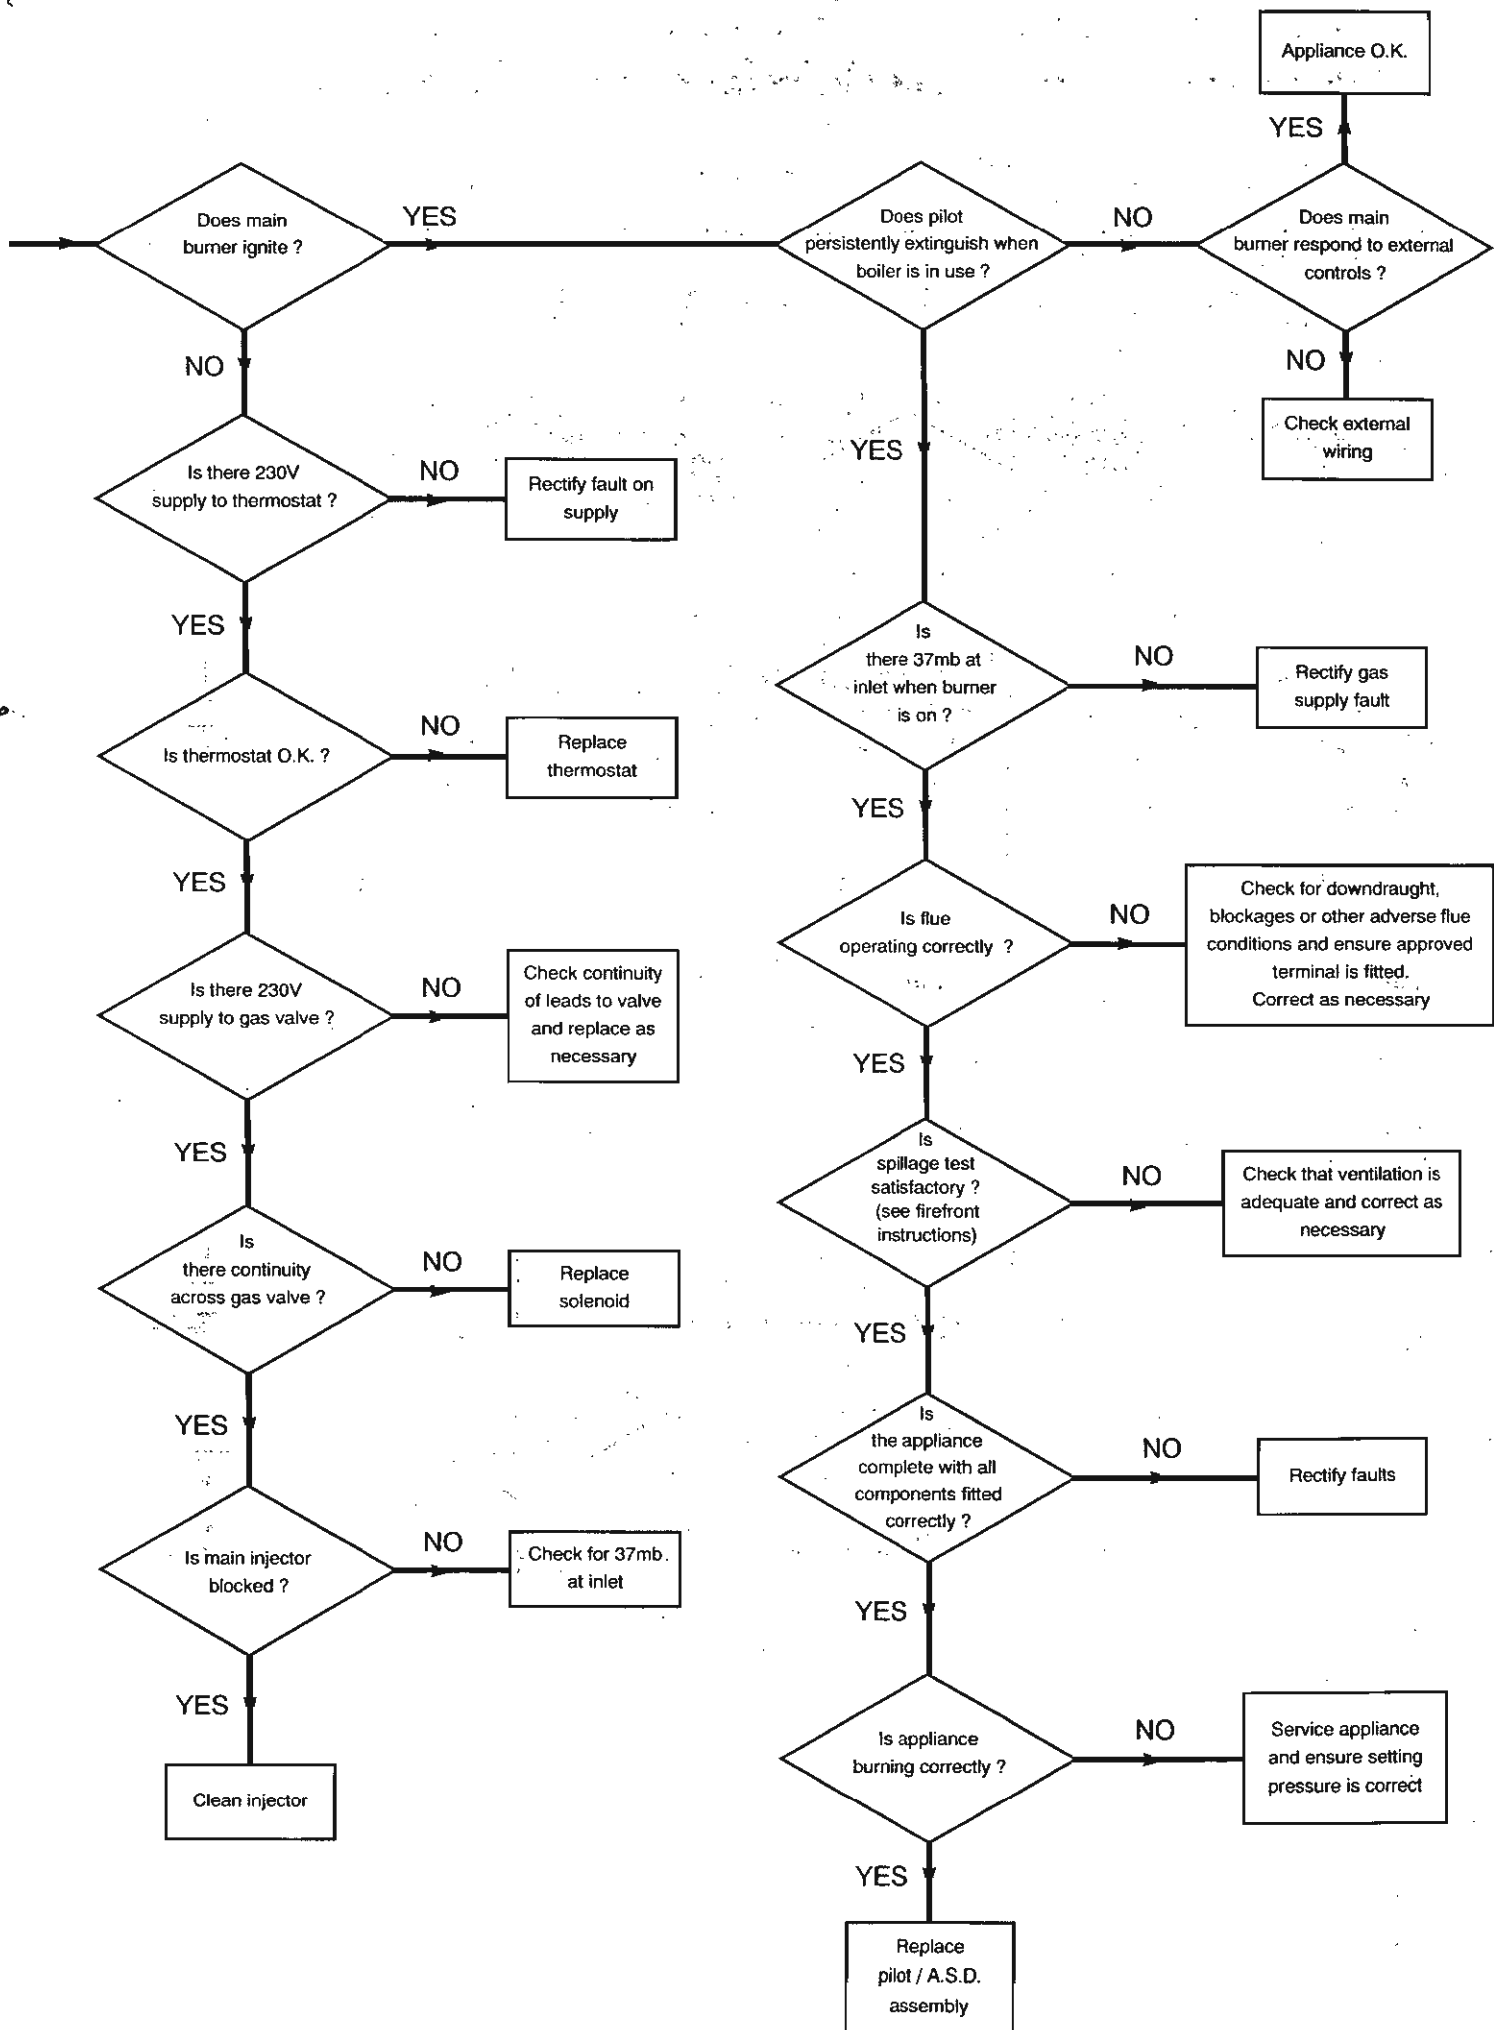 Appliance O.K.
YES
Does main
burner ignite ?
YES
Does pilot
persistently extinguish when
boiler is in use ?
NO
Does main
burner respond to external
controls ?
NO
NO
Check external
wiring
Is there 230V
supply to thermostat ?
NO
Rectify fault on
supply
YES
YES
Is
there 37mb at
inlet when burner
is on ?
NO
Rectify gas
supply fault
Is thermostat O.K. ?
NO
Replace
thermostat
YES
YES
Is flue
operating correctly ?
NO
Check for downdraught,
blockages or other adverse flue
conditions and ensure approved
terminal is fitted.
Correct as necessary
Is there 230V
supply to gas valve ?
NO
Check continuity
of leads to valve
and replace as
necessary
YES
YES
Is
spillage test
satisfactory ?
(see firefront
instructions)
NO
Check that ventilation is
adequate and correct as
necessary
Is
there continuity
across gas valve ?
NO
Replace
solenoid
YES
YES
Is
the appliance
complete with all
components fitted
correctly ?
NO
Rectify faults
Is main injector
blocked ?
NO
Check for 37mb.
at inlet
YES
YES
Is appliance
burning correctly ?
NO
Service appliance
and ensure setting
pressure is correct
Clean injector
YES
Replace
pilot / A.S.D.
assembly